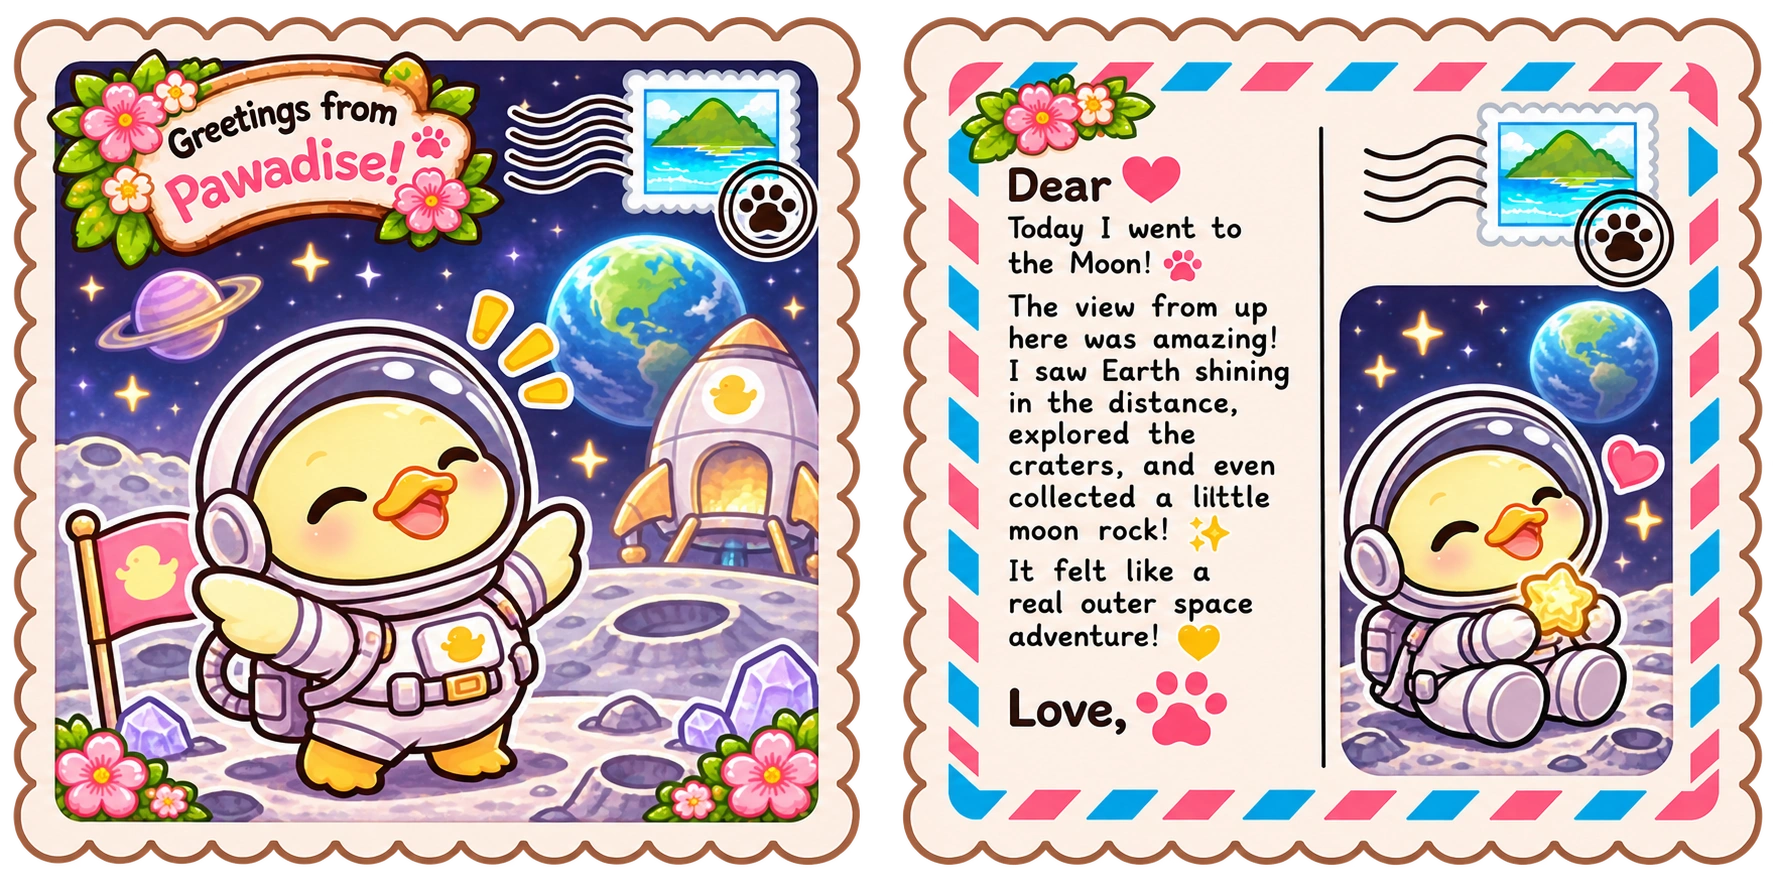 Greetings from
Pawadise!
Dear
Today I went to
the Moon!
The view from up
here was amazing!
I saw Earth shining
in the distance,
explored the
craters, and even
collected a lilttle
moon rock!
It felt like a
real outer space
adventure!
Love,